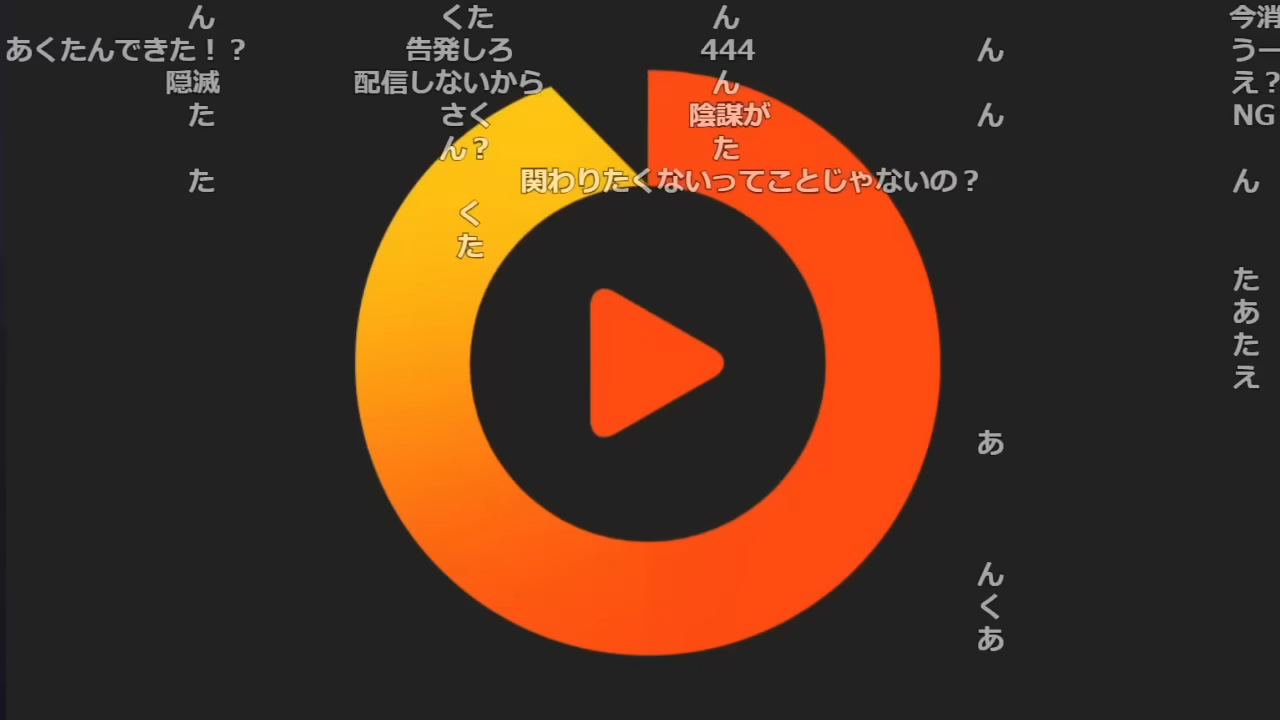 ん くた ん 今消
あくたんできた！？ 告発しろ 444 ん うー
隠滅 配信しないから ん え？
た さく 陰謀が ん NG
ん？ た
た 関わりたくないってことじゃないの？ ん
く
た
た
あ
た
え
あ
ん
く
あ